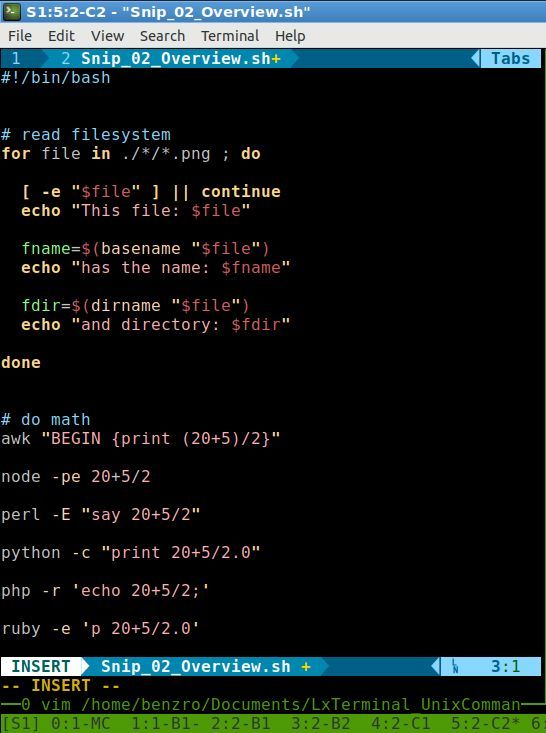 S1:5:2-C2 - "Snip_02_Overview.sh"
File Edit View Search Terminal Help
1 2 Snip_02_Overview.sh+ Tabs
#!/bin/bash
# read filesystem
for file in ./*/*.png ; do
[ -e "$file" ] || continue
echo "This file: $file"
fname=$(basename "$file")
echo "has the name: $fname"
fdir=$(dirname "$file")
echo "and directory: $fdir"
done
# do math
awk "BEGIN {print (20+5)/2}"
node -pe 20+5/2
perl -E "say 20+5/2"
python -c "print 20+5/2.0"
php -r 'echo 20+5/2;'
ruby -e 'p 20+5/2.0'
INSERT Snip_02_Overview.sh + LN 3:1
-- INSERT --
0 vim /home/benzro/Documents/LxTerminal_UnixComman
[S1] 0:1-MC 1:1-B1- 2:2-B1 3:2-B2 4:2-C1 5:2-C2* 6: